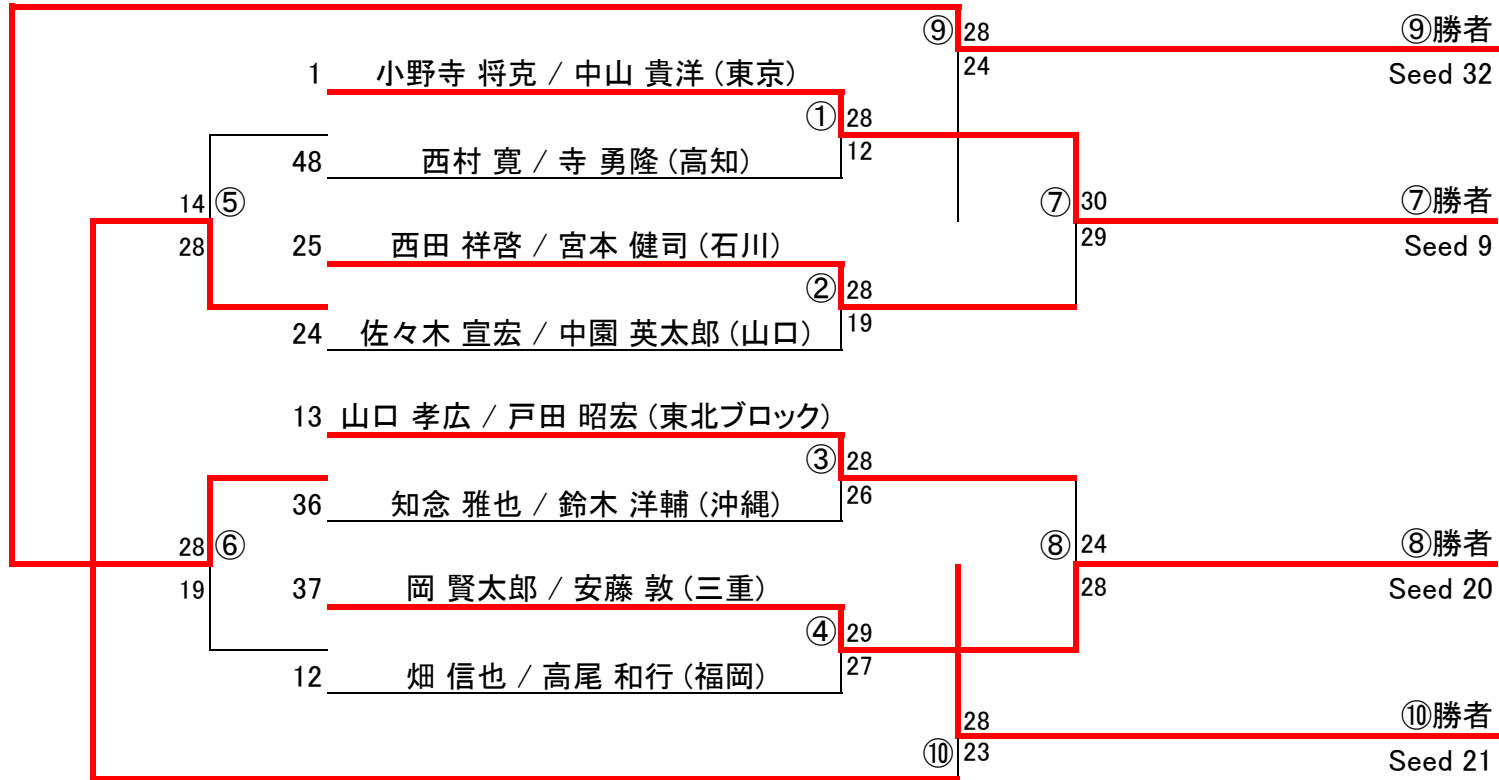 ⑨ 28 ⑨勝者
24 Seed 32
1 小野寺 将克 / 中山 貴洋 (東京)
① 28
12
48 西村 寛 / 寺 勇隆 (高知)
14 ⑤ ⑦ 30 ⑦勝者
28 29 Seed 9
25 西田 祥啓 / 宮本 健司 (石川)
② 28
19
24 佐々木 宣宏 / 中園 英太郎 (山口)
13 山口 孝広 / 戸田 昭宏 (東北ブロック)
③ 28
26
36 知念 雅也 / 鈴木 洋輔 (沖縄)
28 ⑥ ⑧ 24 ⑧勝者
19 28 Seed 20
37 岡 賢太郎 / 安藤 敦 (三重)
④ 29
27
12 畑 信也 / 高尾 和行 (福岡)
28 ⑩勝者
⑩ 23 Seed 21